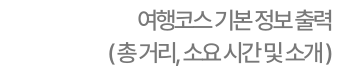 여행코스 기본 정보 출력
( 총 거리, 소요 시간 및 소개 )